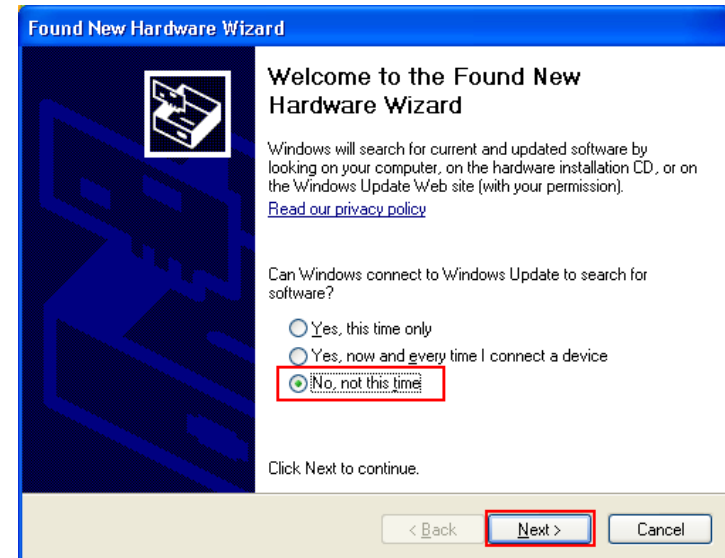 Found New Hardware Wizard
Welcome to the Found New
Hardware Wizard
Windows will search for current and updated software by
looking on your computer, on the hardware installation CD, or on
the Windows Update Web site (with your permission).
Read our privacy policy
Can Windows connect to Windows Update to search for
software?
Yes, this time only
Yes, now and every time I connect a device
No, not this time
Click Next to continue.
< Back Next > Cancel